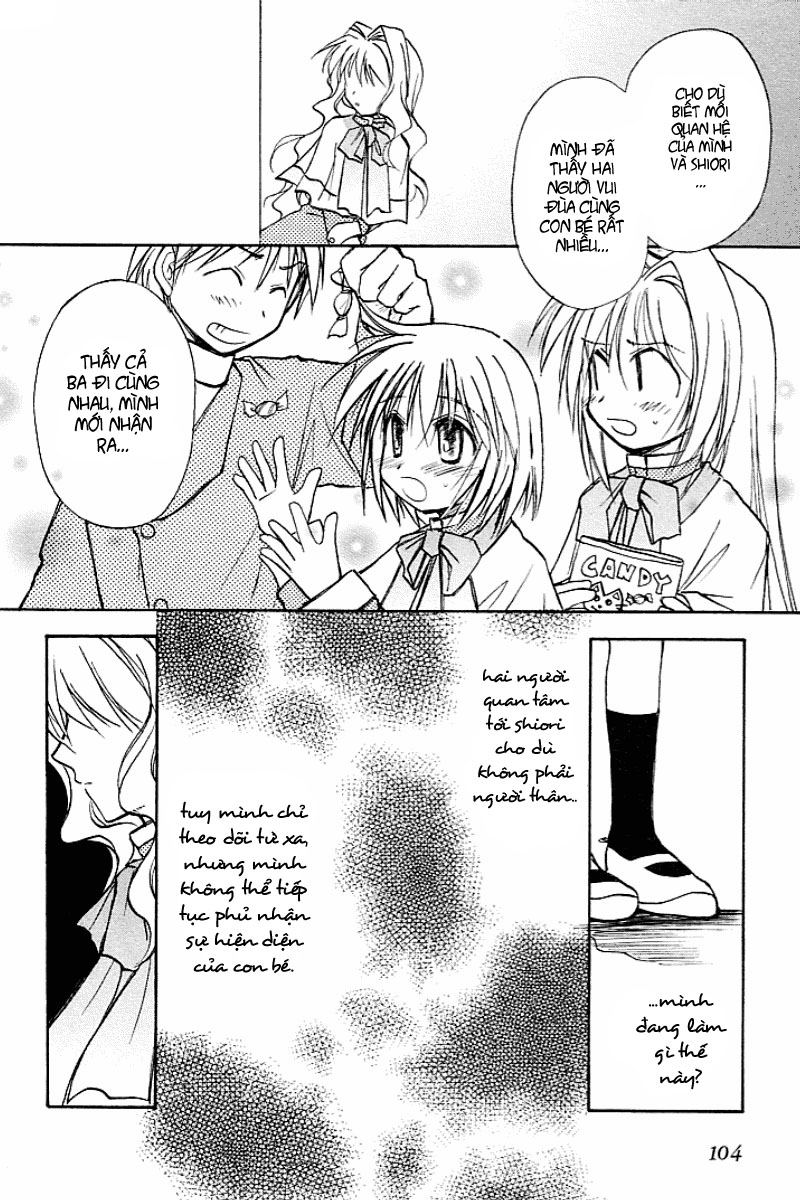 CHO DÙ
BIẾT MỐI
QUAN HỆ
CỦA MÌNH
VÀ SHIORI
...
MÌNH ĐÃ
THẤY HAI
NGƯỜI VUI
ĐÙA CÙNG
CON BÉ RẤT
NHIỀU...
THẤY CẢ
BA ĐI CÙNG
NHAU, MÌNH
MỚI NHẬN
RA...
CANDY
hai người
quan tâm
tới shiori
cho dù
không phải
người thân..
tuy mình chỉ
theo dõi từ xa,
nhưng mình
không thể tiếp
tục phủ nhận
sự hiện diện
của con bé.
...mình
đang làm
gì thế
này?
104